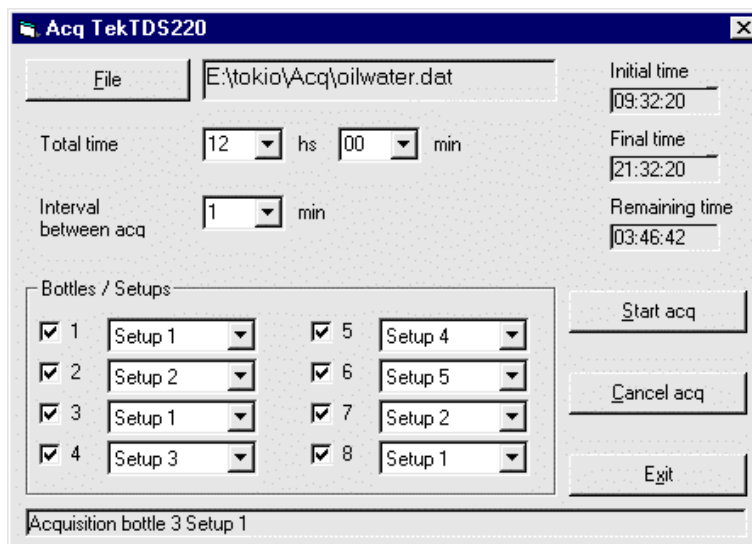 Acq TekTDS220
File
E:\tokio\Acq\oilwater.dat
Initial time
09:32:20
Total time
12
hs
00
min
Final time
21:32:20
Interval
between acq
1
min
Remaining time
03:46:42
Bottles / Setups
1 Setup 1
2 Setup 2
3 Setup 1
4 Setup 3
5 Setup 4
6 Setup 5
7 Setup 2
8 Setup 1
Start acq
Cancel acq
Exit
Acquisition bottle 3 Setup 1